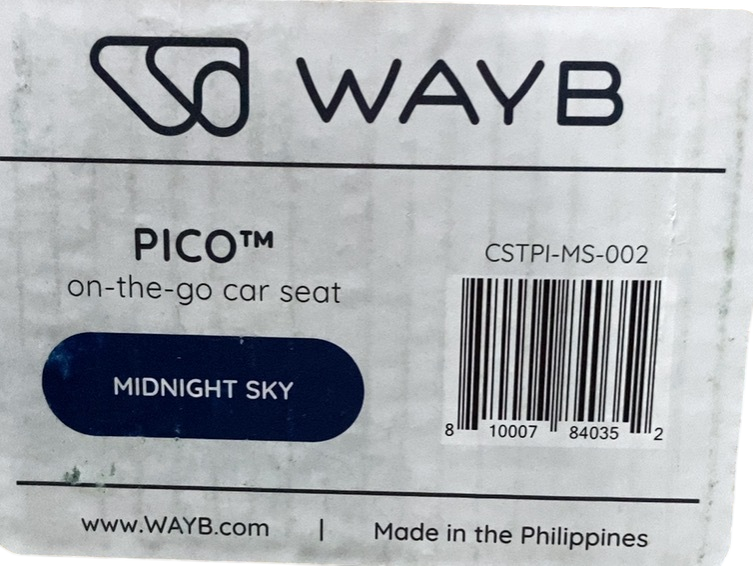 WAYB
PICO™
on-the-go car seat
MIDNIGHT SKY
CSTPI-MS-002
8 10007 84035 2
www.WAYB.com | Made in the Philippines